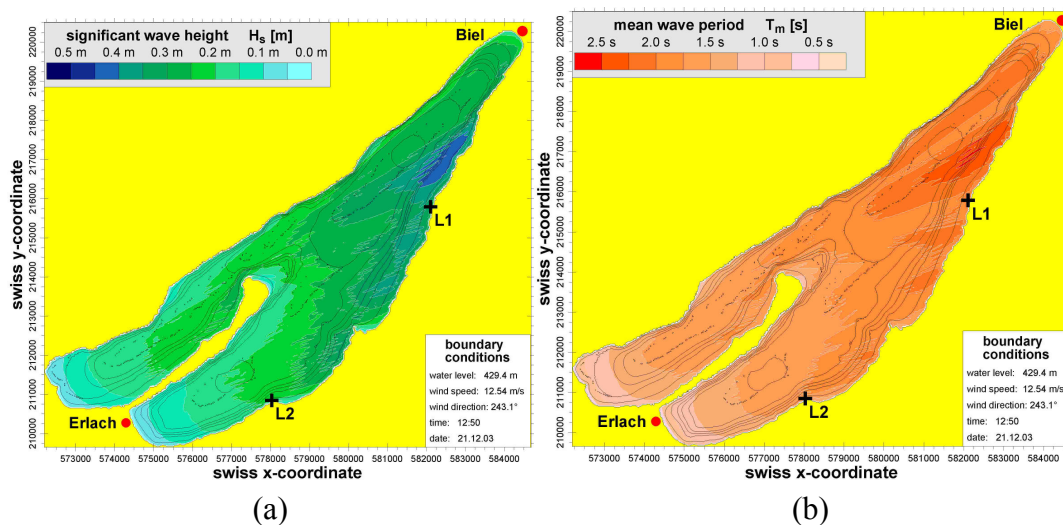 significant wave height Hs [m]
0.5 m 0.4 m 0.3 m 0.2 m 0.1 m 0.0 m
Biel
L1
L2
Erlach
swiss y-coordinate
220000
219000
218000
217000
216000
215000
214000
213000
212000
211000
210000
boundary
conditions
water level: 429.4 m
wind speed: 12.54 m/s
wind direction: 243.1°
time: 12:50
date: 21.12.03
573000 574000 575000 576000 577000 578000 579000 580000 581000 582000 583000 584000
swiss x-coordinate
(a)
mean wave period Tm [s]
2.5 s 2.0 s 1.5 s 1.0 s 0.5 s
Biel
L1
L2
Erlach
swiss y-coordinate
220000
219000
218000
217000
216000
215000
214000
213000
212000
211000
210000
boundary
conditions
water level: 429.4 m
wind speed: 12.54 m/s
wind direction: 243.1°
time: 12:50
date: 21.12.03
573000 574000 575000 576000 577000 578000 579000 580000 581000 582000 583000 584000
swiss x-coordinate
(b)